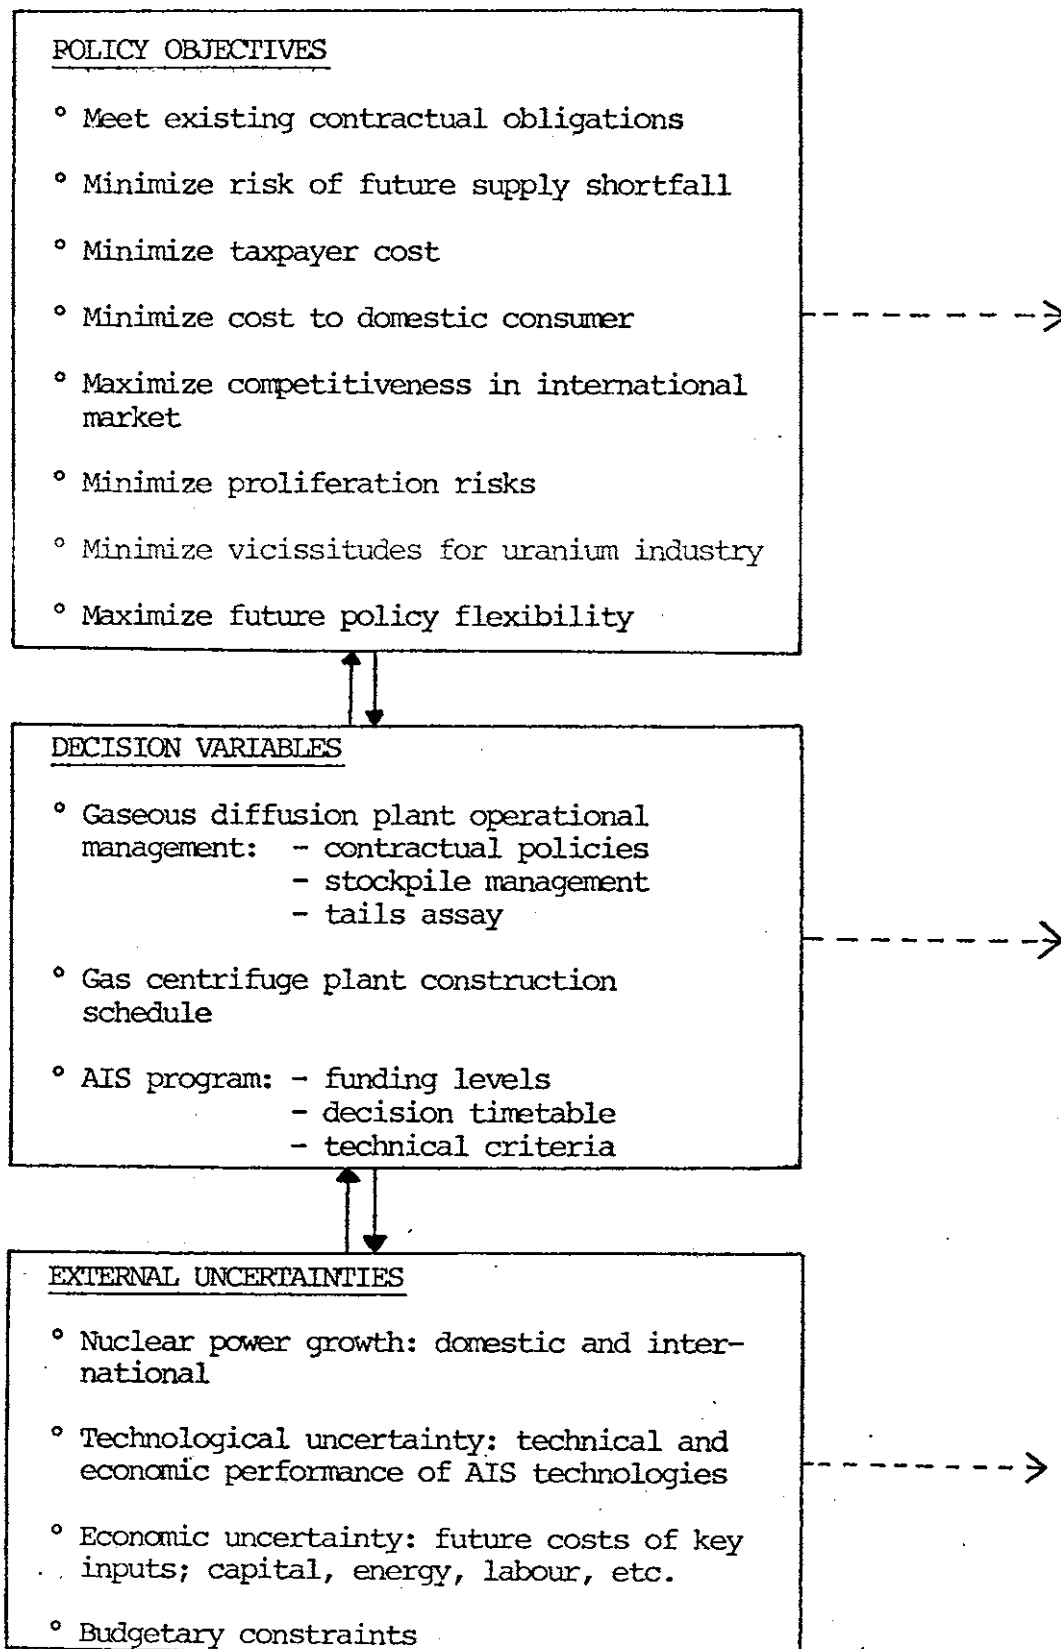 POLICY OBJECTIVES
° Meet existing contractual obligations
° Minimize risk of future supply shortfall
° Minimize taxpayer cost
° Minimize cost to domestic consumer
° Maximize competitiveness in international
market
° Minimize proliferation risks
° Minimize vicissitudes for uranium industry
° Maximize future policy flexibility
DECISION VARIABLES
° Gaseous diffusion plant operational
management: - contractual policies
- stockpile management
- tails assay
° Gas centrifuge plant construction
schedule
° AIS program: - funding levels
- decision timetable
- technical criteria
EXTERNAL UNCERTAINTIES
° Nuclear power growth: domestic and inter-
national
° Technological uncertainty: technical and
economic performance of AIS technologies
° Economic uncertainty: future costs of key
inputs; capital, energy, labour, etc.
° Budgetary constraints